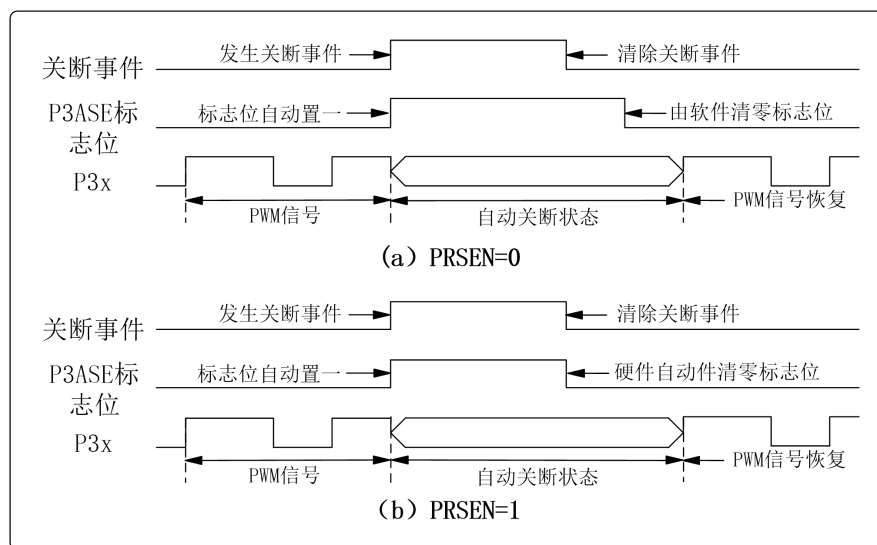 发生关断事件
清除关断事件
关断事件
P3ASE标
志位
标志位自动置一
由软件清零标志位
P3x
PWM信号
自动关断状态
PWM信号恢复
(a) PRSEN=0
发生关断事件
清除关断事件
关断事件
P3ASE标
志位
标志位自动置一
硬件自动件清零标志位
P3x
PWM信号
自动关断状态
PWM信号恢复
(b) PRSEN=1